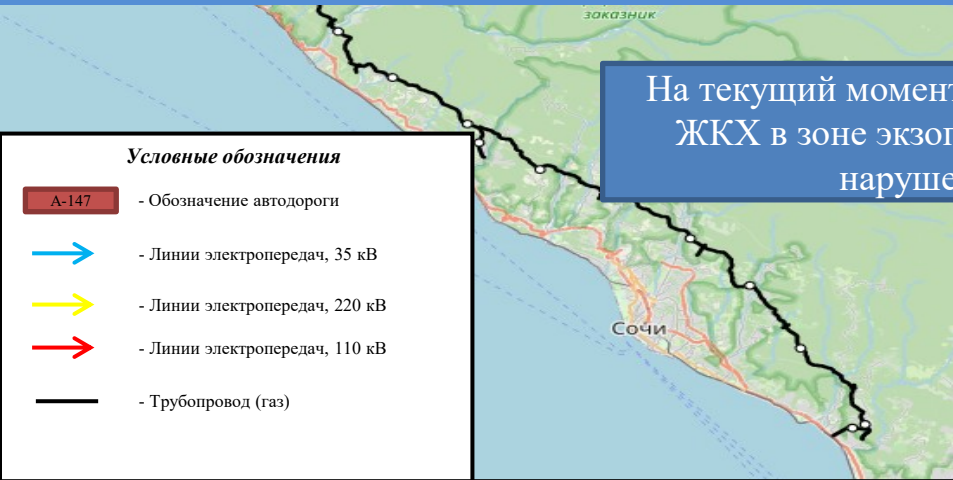 заказник
На текущий момент
ЖКХ в зоне
наруше
Условные обозначения
А-147 - Обозначение автодороги
- Линии электропередач, 35 кВ
- Линии электропередач, 220 кВ
- Линии электропередач, 110 кВ
- Трубопровод (газ)
Сочи